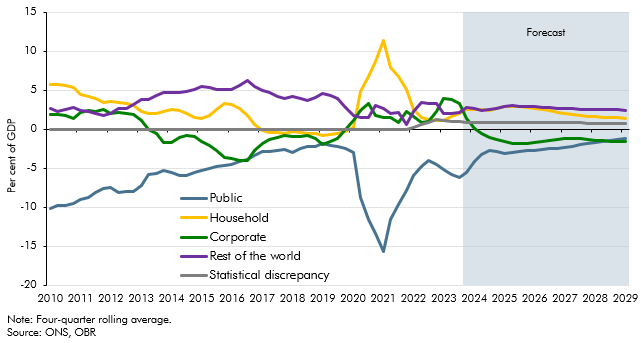 15
Forecast
10
5
0
-5
-10
-15
-20
Per cent of GDP
Public
Household
Corporate
Rest of the world
Statistical discrepancy
2010 2011 2012 2013 2014 2015 2016 2017 2018 2019 2020 2021 2022 2023 2024 2025 2026 2027 2028 2029
Note: Four-quarter rolling average.
Source: ONS, OBR